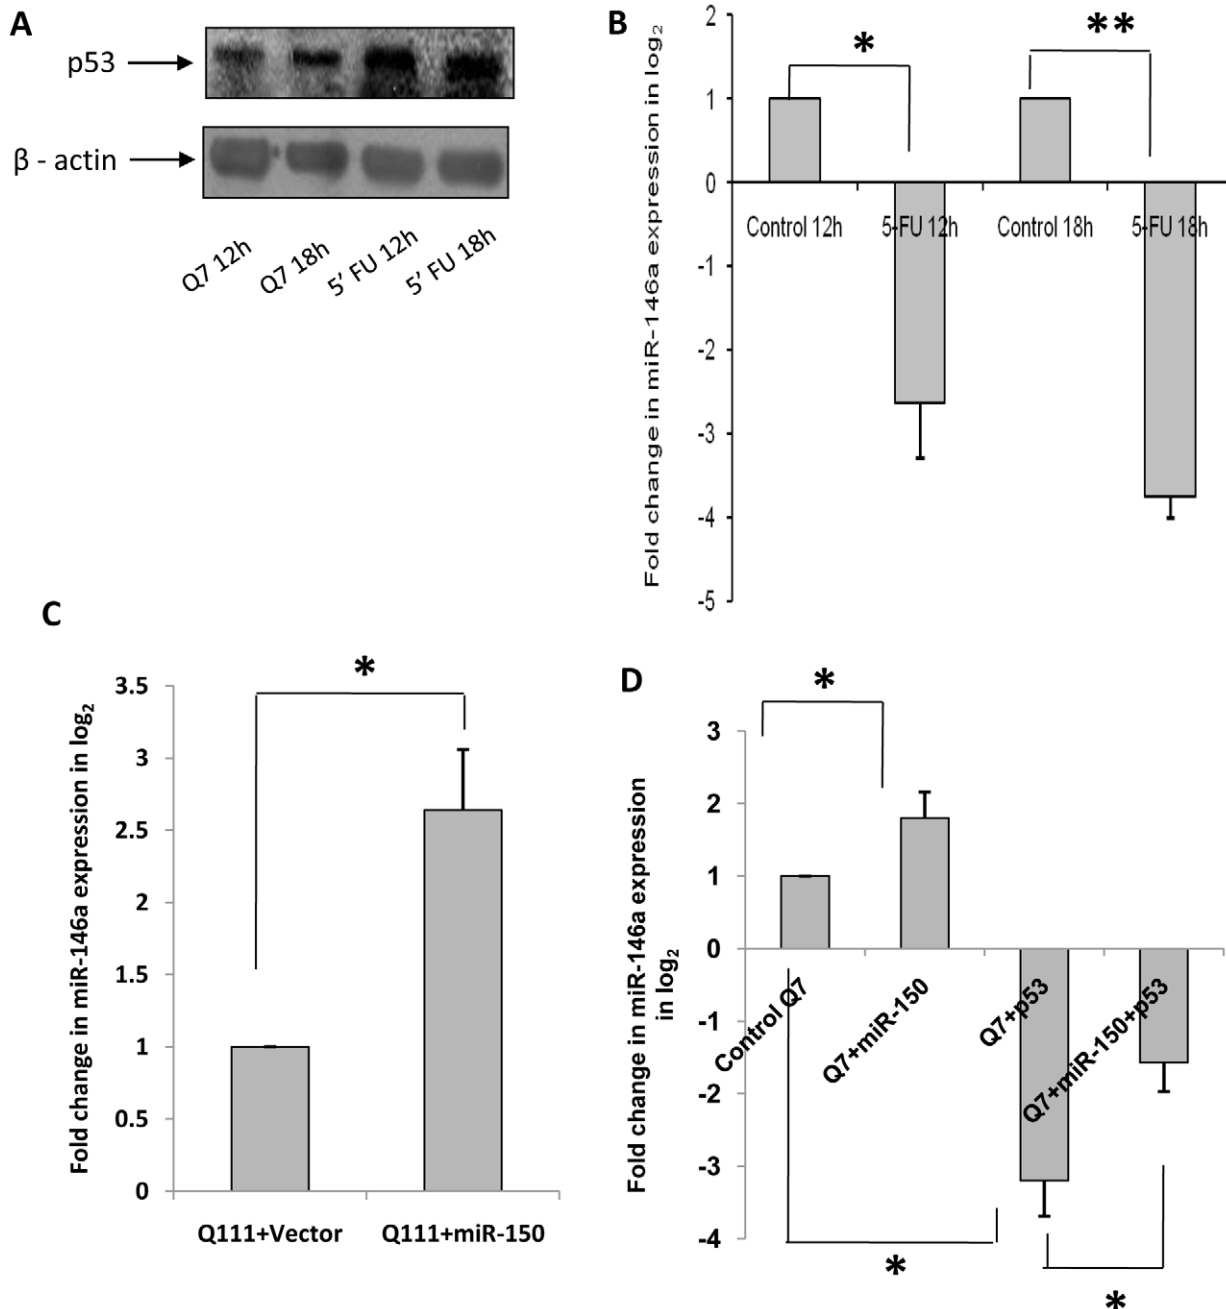 A
p53
β - actin
Q7 12h
Q7 18h
5' FU 12h
5' FU 18h
B
Fold change in miR-146a expression in log2
2
1
0
-1
-2
-3
-4
-5
*
**
Control 12h
5-FU 12h
Control 18h
5-FU 18h
C
Fold change in miR-146a expression in log2
3.5
3
2.5
2
1.5
1
0.5
0
*
Q111+Vector
Q111+miR-150
D
Fold change in miR-146a expression
in log2
3
2
1
0
-1
-2
-3
-4
*
Control Q7
Q7+miR-150
Q7+p53
Q7+miR-150+p53
*
*